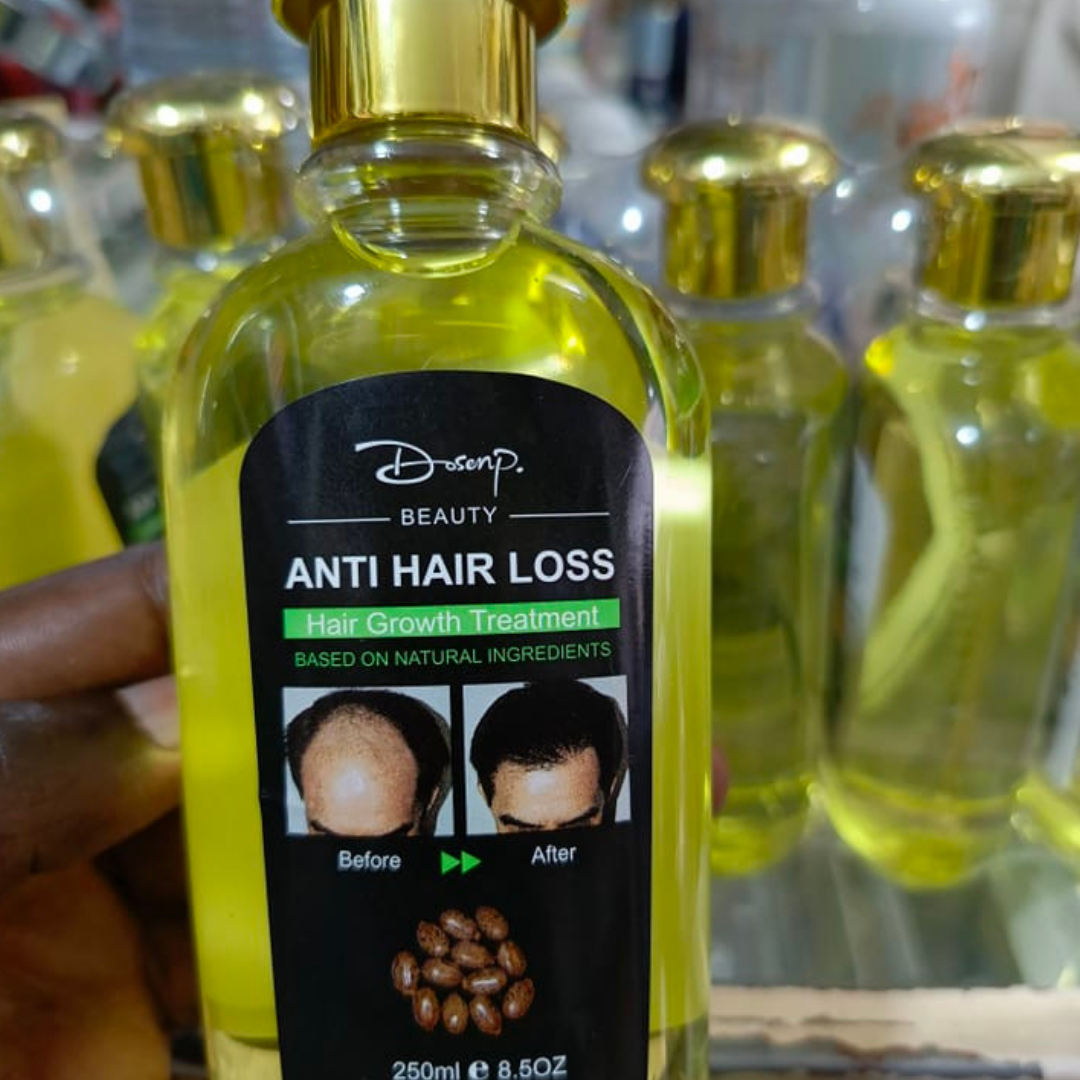 Dosenp.
BEAUTY
ANTI HAIR LOSS
Hair Growth Treatment
BASED ON NATURAL INGREDIENTS
Before After
250ml e 8.5OZ